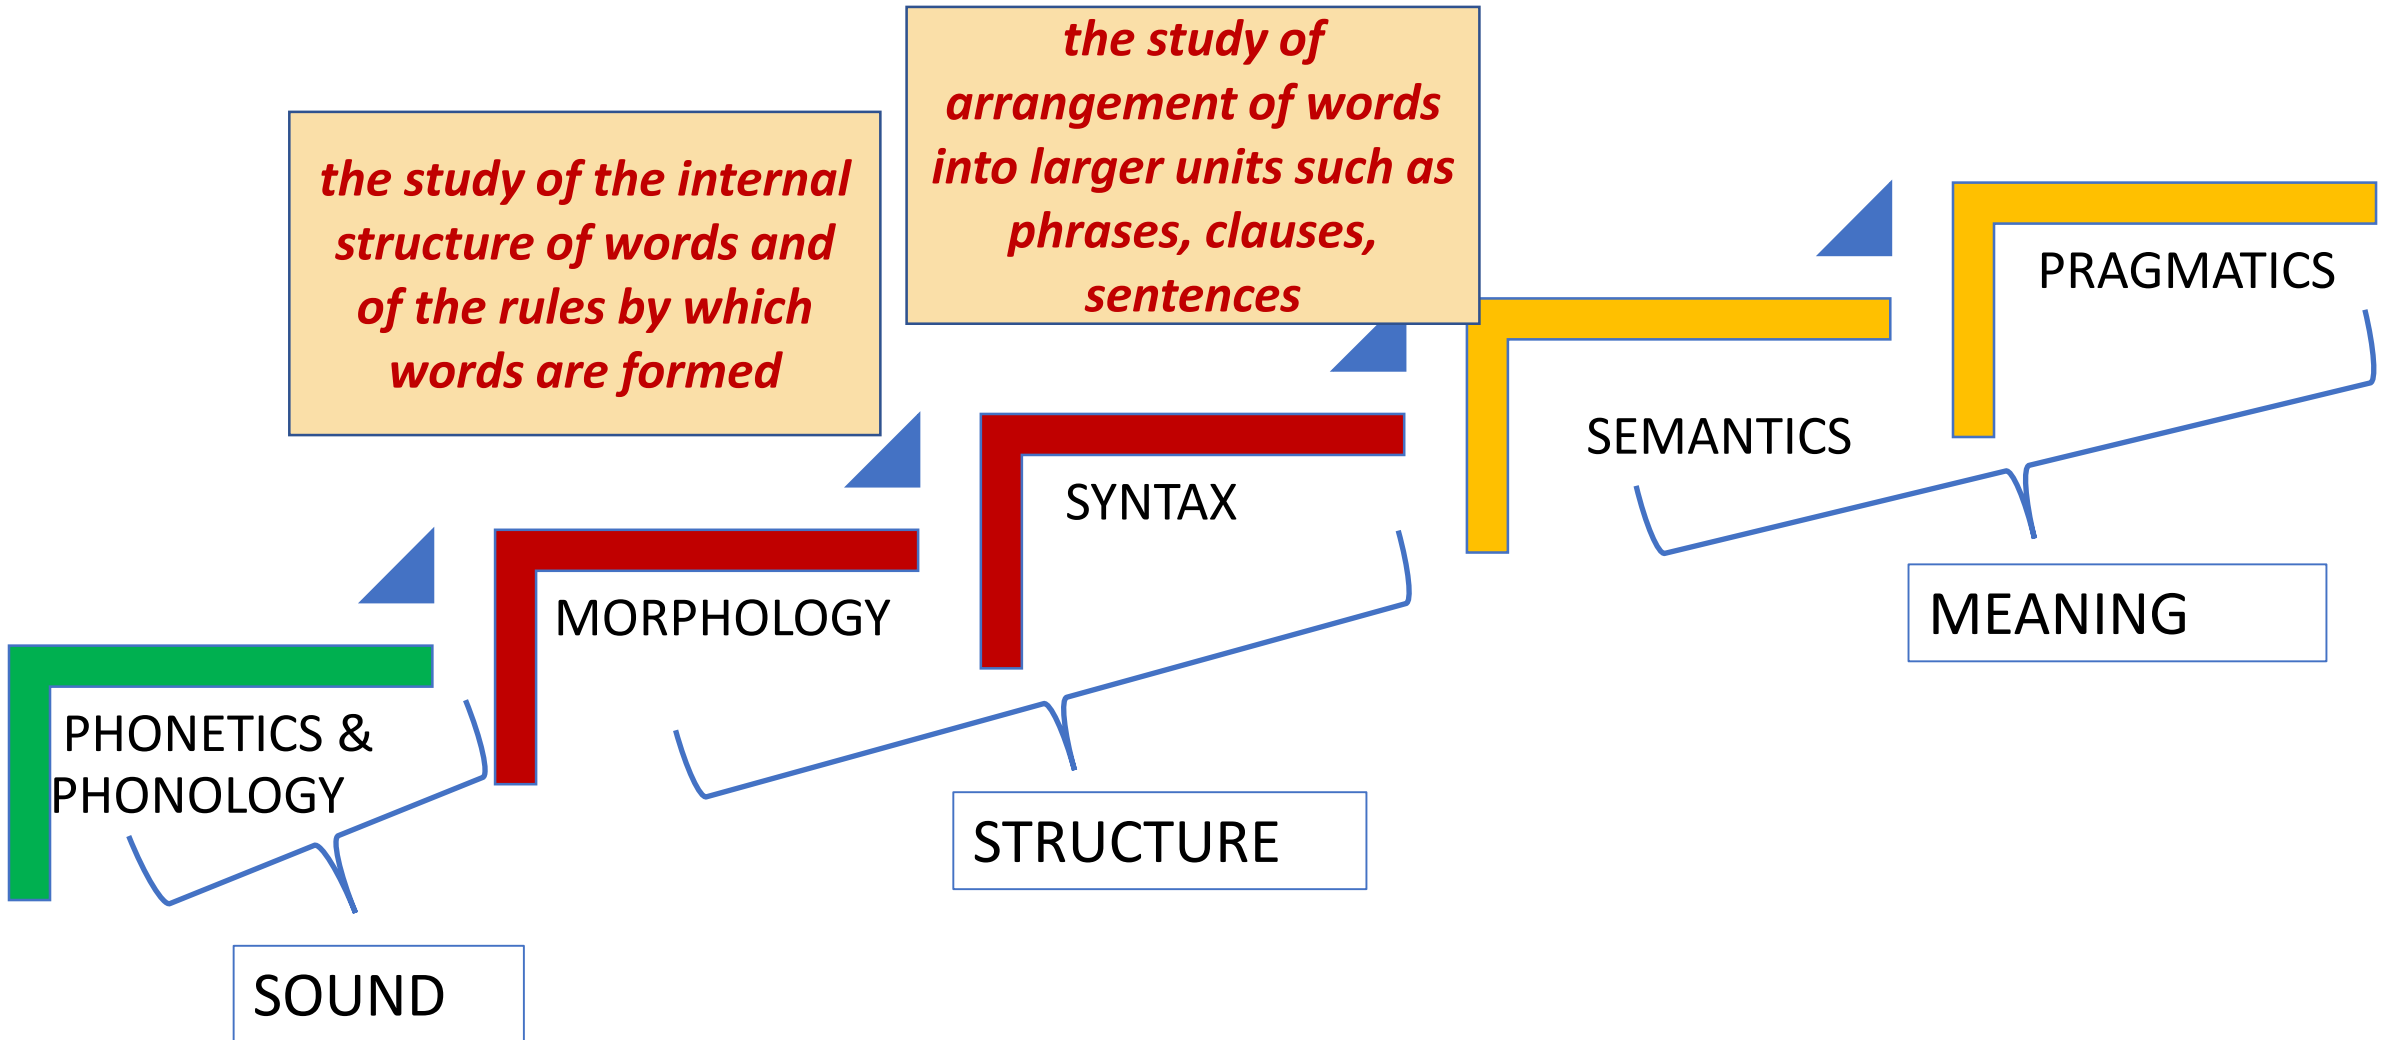 the study of
arrangement of words
into larger units such as
phrases, clauses,
sentences
the study of the internal
structure of words and
of the rules by which
words are formed
PRAGMATICS
SEMANTICS
SYNTAX
MORPHOLOGY
PHONETICS &
PHONOLOGY
MEANING
STRUCTURE
SOUND